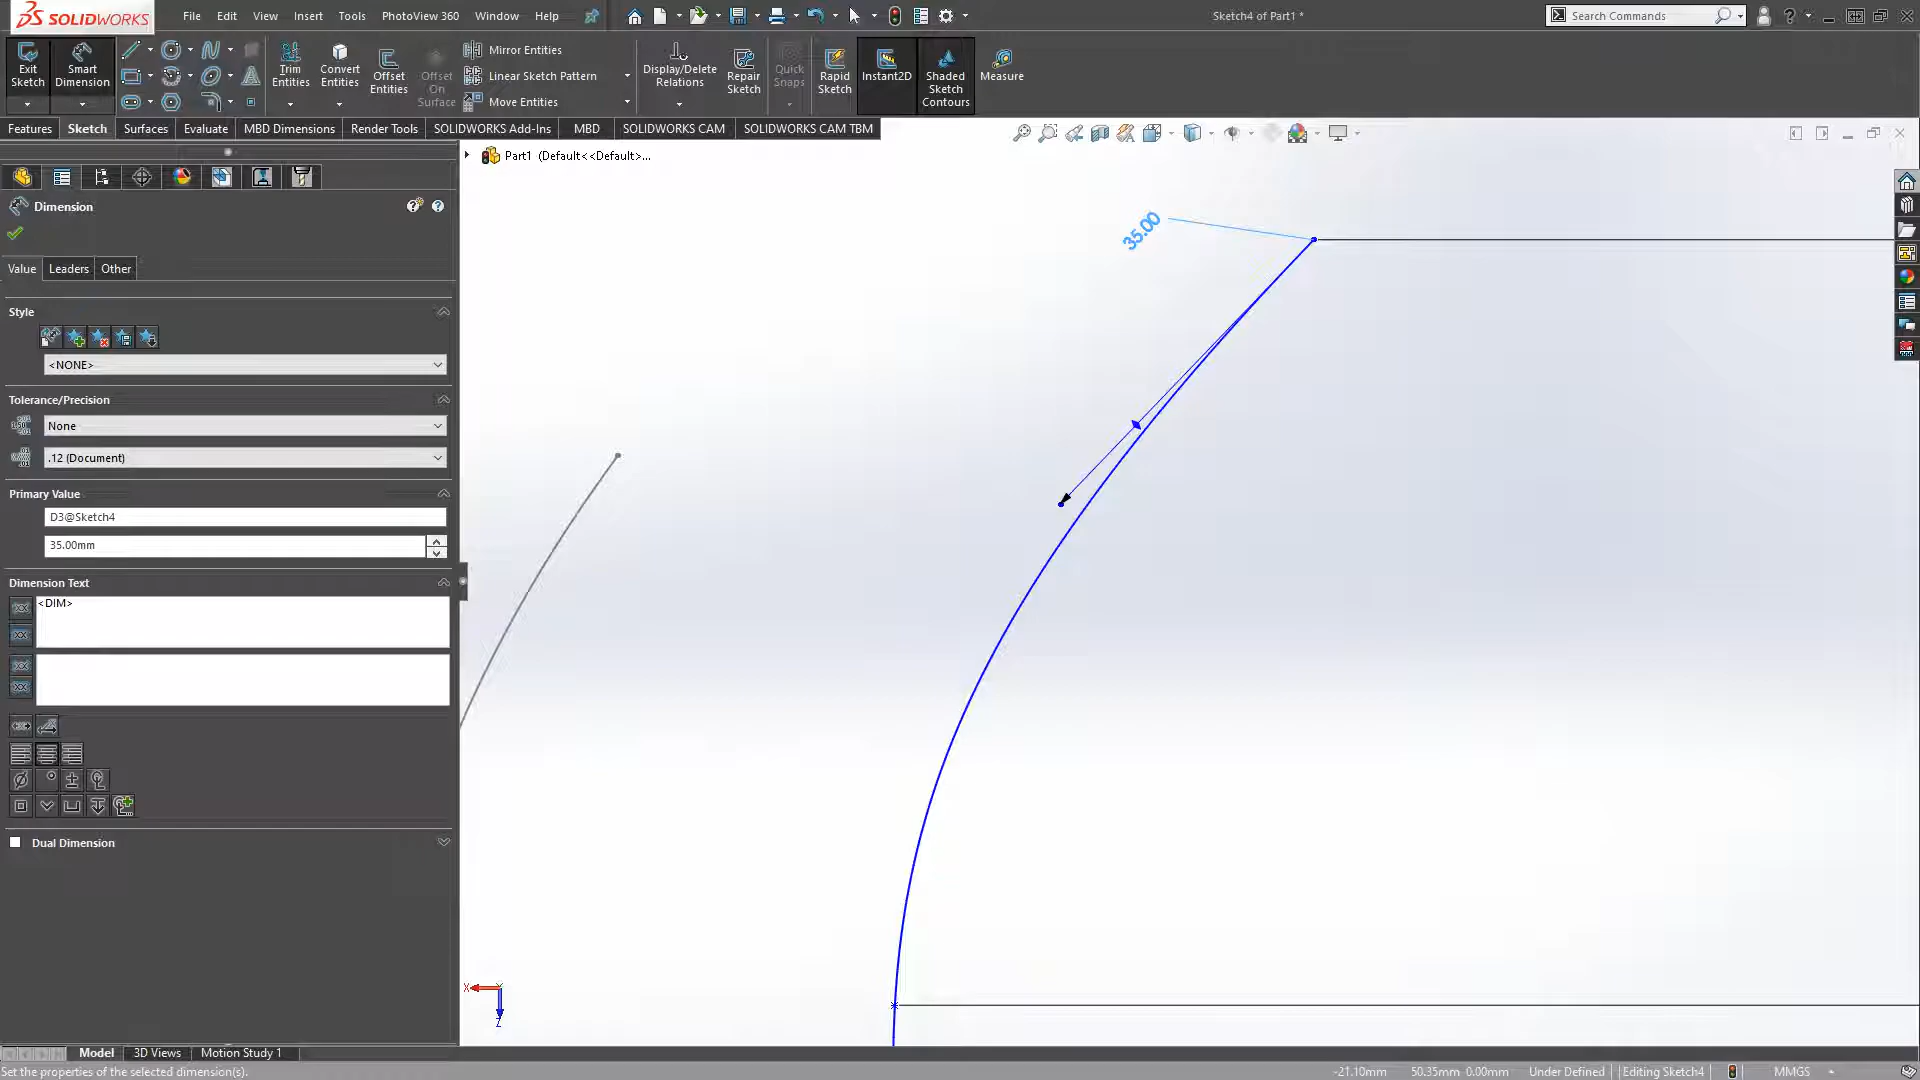 SOLIDWORKS
File Edit View Insert Tools PhotoView 360 Window Help
Sketch4 of Part1 *
Search Commands
Exit Sketch
Smart Dimension
Trim Entities
Convert Entities
Offset Entities
Offset On Surface
Mirror Entities
Linear Sketch Pattern
Move Entities
Display/Delete Relations
Repair Sketch
Quick Snaps
Rapid Sketch
Instant2D
Shaded Sketch Contours
Measure
Features Sketch Surfaces Evaluate MBD Dimensions Render Tools SOLIDWORKS Add-Ins MBD SOLIDWORKS CAM SOLIDWORKS CAM TBM
Part1 (Default<<Default>...
Dimension
Value Leaders Other
Style
<NONE>
Tolerance/Precision
None
.12 (Document)
Primary Value
D3@Sketch4
35.00mm
Dimension Text
<DIM>
Dual Dimension
35.00
X
Z
Model 3D Views Motion Study 1
Set the properties of the selected dimension(s).
-21.10mm 50.35mm 0.00mm Under Defined Editing Sketch4 MMGS